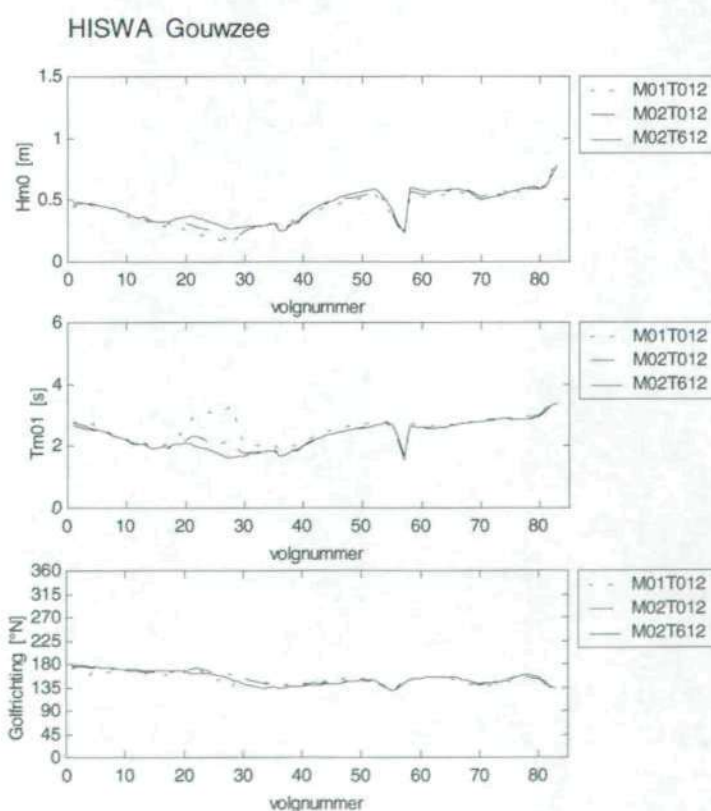 HISWA Gouwzee
1.5
1
0.5
0
Hm0 [m]
0 10 20 30 40 50 60 70 80
volgnummer
M01T012
M02T012
M02T612
6
4
2
0
Tm01 [s]
0 10 20 30 40 50 60 70 80
volgnummer
M01T012
M02T012
M02T612
360
315
270
225
180
135
90
45
0
Golfrichting [°N]
0 10 20 30 40 50 60 70 80
volgnummer
M01T012
M02T012
M02T612